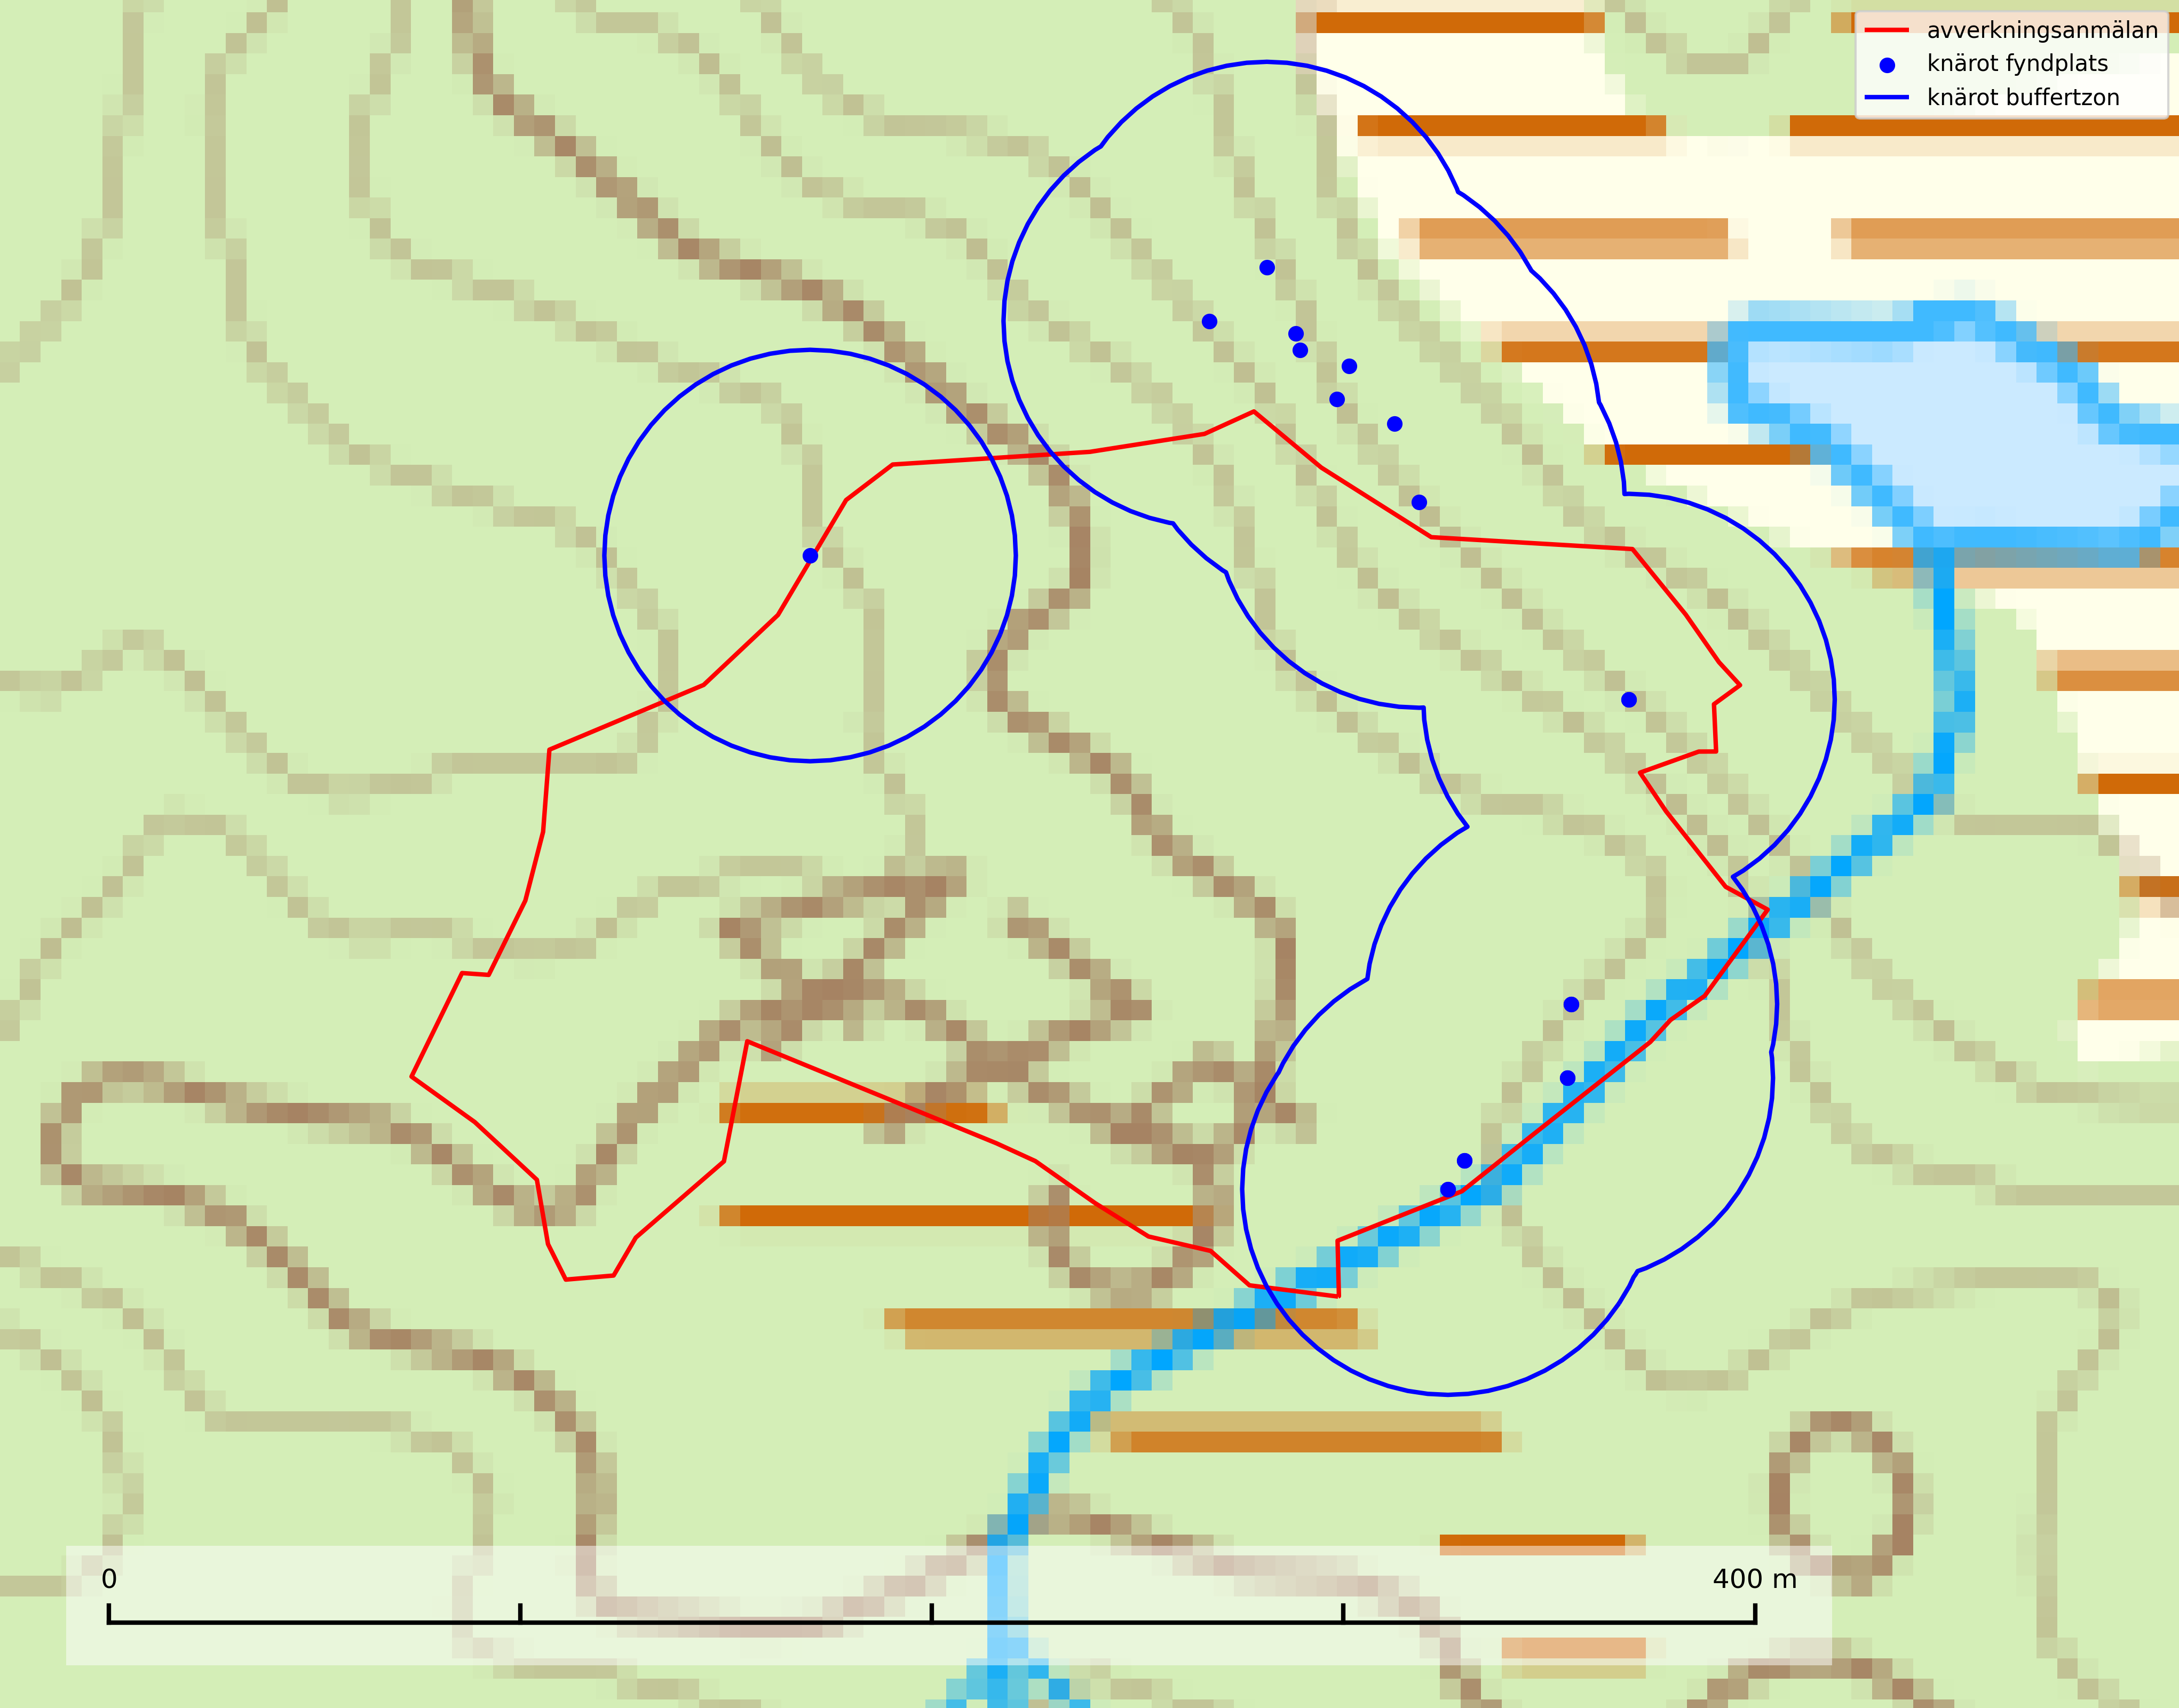 avverkningsanmälan
knärot fyndplats
knärot buffertzon
0
400 m